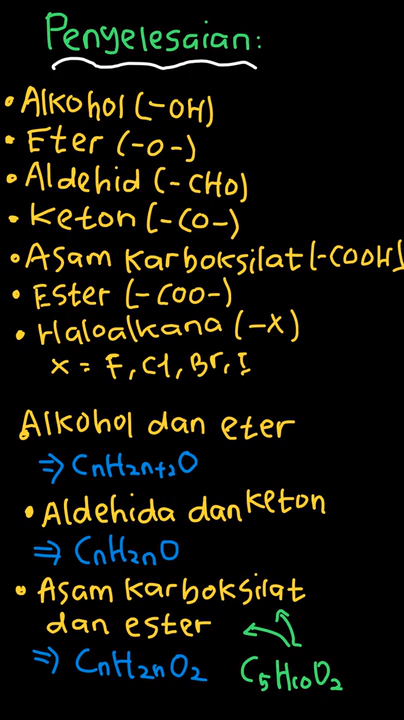 Penyelesaian:
• Alkohol (-OH)
• Eter (-O-)
• Aldehid (-CHO)
• Keton (-CO-)
• Asam karboksilat (-COOH)
• Ester (-COO-)
• Haloalkana (-X)
X = F, Cl, Br, I
Alkohol dan eter
⇒ CnH2n+2O
• Aldehida dan keton
⇒ CnH2nO
• Asam karboksilat
dan ester
⇒ CnH2nO2
C5H10O2